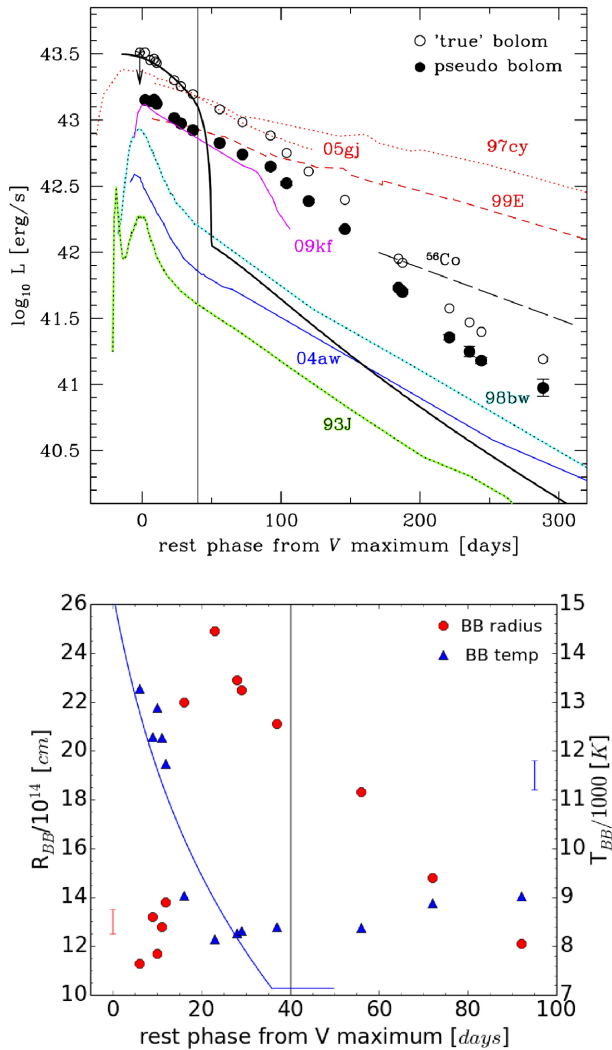 'true' bolom
pseudo bolom
43.5
43
42.5
42
41.5
41
40.5
log₁₀ L [erg/s]
97cy
05gj
99E
09kf
⁵⁶Co
04aw
98bw
93J
0 100 200 300
rest phase from V maximum [days]
26 15
24 14
22 13
20 12
18 11
16 10
14 9
12 8
10 7
BB radius
BB temp
R_BB/10¹⁴ [cm]
T_BB/1000 [K]
0 20 40 60 80 100
rest phase from V maximum [days]